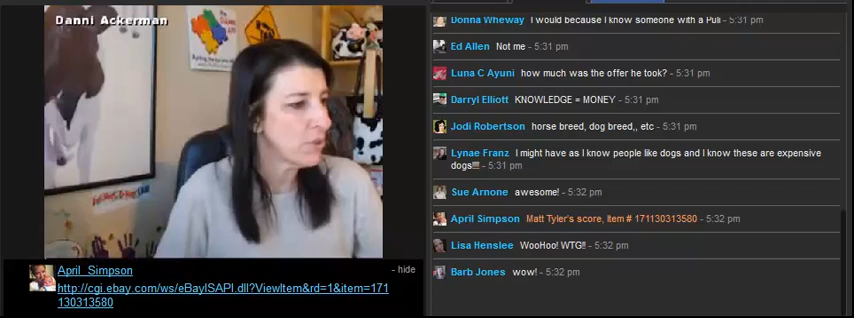 Danni Ackerman
April_Simpson
- hide
http://cgi.ebay.com/ws/eBayISAPI.dll?ViewItem&rd=1&item=171
130313580
Donna Wheway I would because I know someone with a Puli - 5:31 pm
Ed Allen Not me - 5:31 pm
Luna C Ayuni how much was the offer he took? - 5:31 pm
Darryl Elliott KNOWLEDGE = MONEY - 5:31 pm
Jodi Robertson horse breed, dog breed,, etc - 5:31 pm
Lynae Franz I might have as I know people like dogs and I know these are expensive
dogs!!!! - 5:31 pm
Sue Arnone awesome! - 5:32 pm
April Simpson Matt Tyler's score, Item # 171130313580 - 5:32 pm
Lisa Henslee WooHoo! WTG!! - 5:32 pm
Barb Jones wow! - 5:32 pm